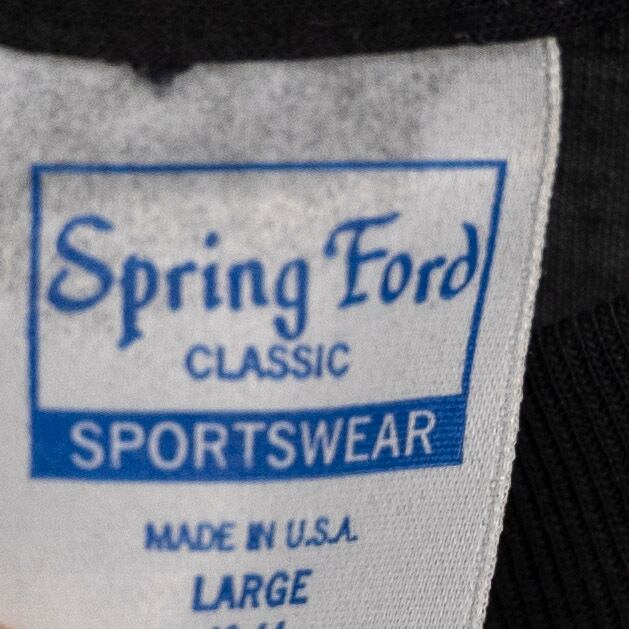 Spring Ford
CLASSIC
SPORTSWEAR
MADE IN U.S.A.
LARGE